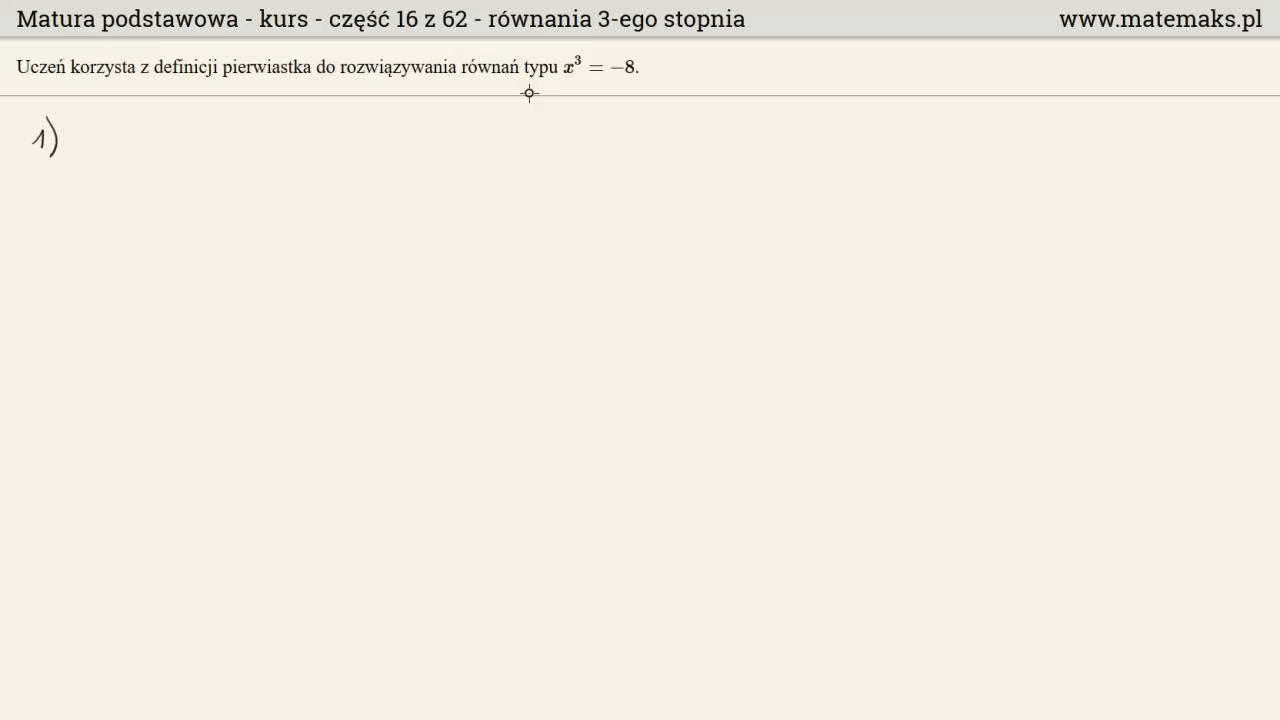 Matura podstawowa - kurs - część 16 z 62 - równania 3-ego stopnia www.matemaks.pl
Uczeń korzysta z definicji pierwiastka do rozwiązywania równań typu x³ = −8.
1)